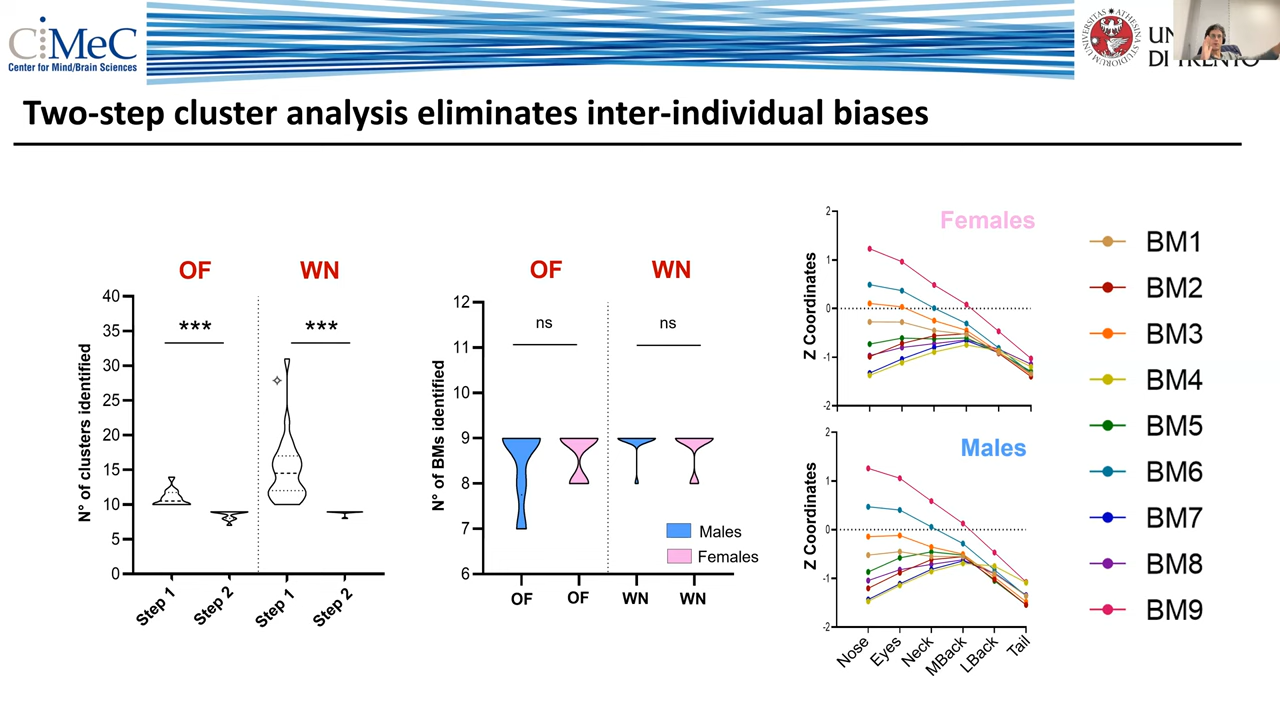 CiMeC
Center for Mind/Brain Sciences
Two-step cluster analysis eliminates inter-individual biases
OF WN
N° of clusters identified
40
35
30
25
20
15
10
5
0
***
***
Step 1
Step 2
Step 1
Step 2
OF WN
N° of BMs identified
12
11
10
9
8
7
6
ns
ns
Males
Females
OF
OF
WN
WN
Females
Z Coordinates
2
1
0
-1
-2
Males
Z Coordinates
2
1
0
-1
-2
Nose
Eyes
Neck
MBack
LBack
Tail
BM1
BM2
BM3
BM4
BM5
BM6
BM7
BM8
BM9